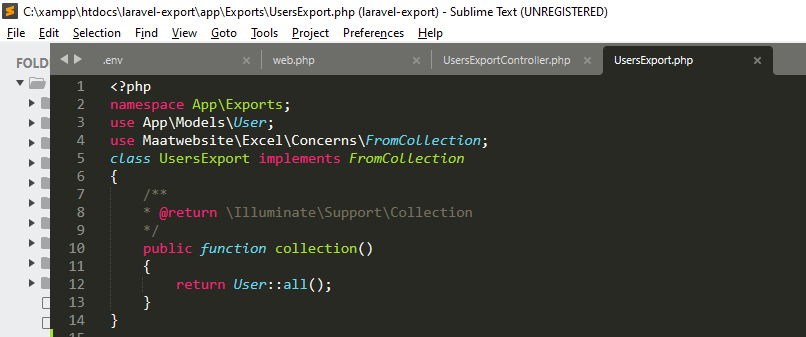 C:\xampp\htdocs\laravel-export\app\Exports\UsersExport.php (laravel-export) - Sublime Text (UNREGISTERED)
File Edit Selection Find View Goto Tools Project Preferences Help
FOLD
.env × web.php × UsersExportController.php × UsersExport.php ×
1 <?php
2 namespace App\Exports;
3 use App\Models\User;
4 use Maatwebsite\Excel\Concerns\FromCollection;
5 class UsersExport implements FromCollection
6 {
7 /**
8 * @return \Illuminate\Support\Collection
9 */
10 public function collection()
11 {
12 return User::all();
13 }
14 }
15